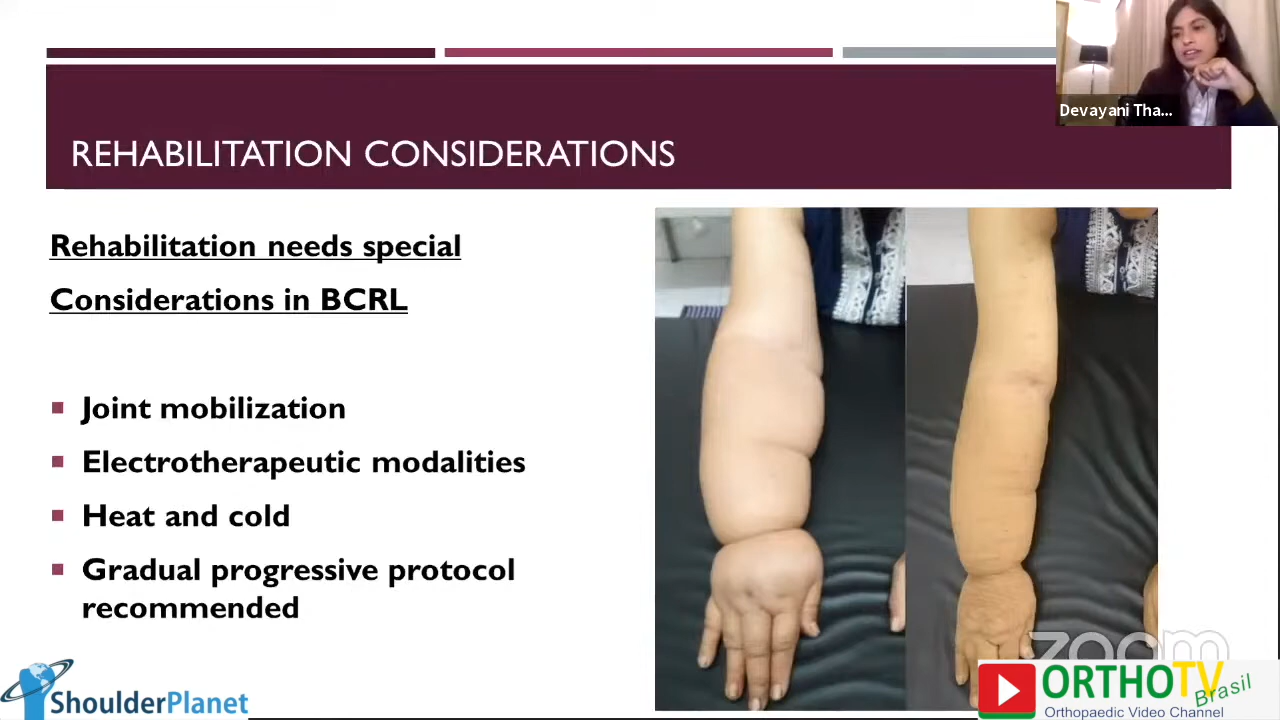 Devayani Tha...
REHABILITATION CONSIDERATIONS
Rehabilitation needs special
Considerations in BCRL
Joint mobilization
Electrotherapeutic modalities
Heat and cold
Gradual progressive protocol
recommended
zoom
ShoulderPlanet
ORTHOTV
Brasil
Orthopaedic Video Channel